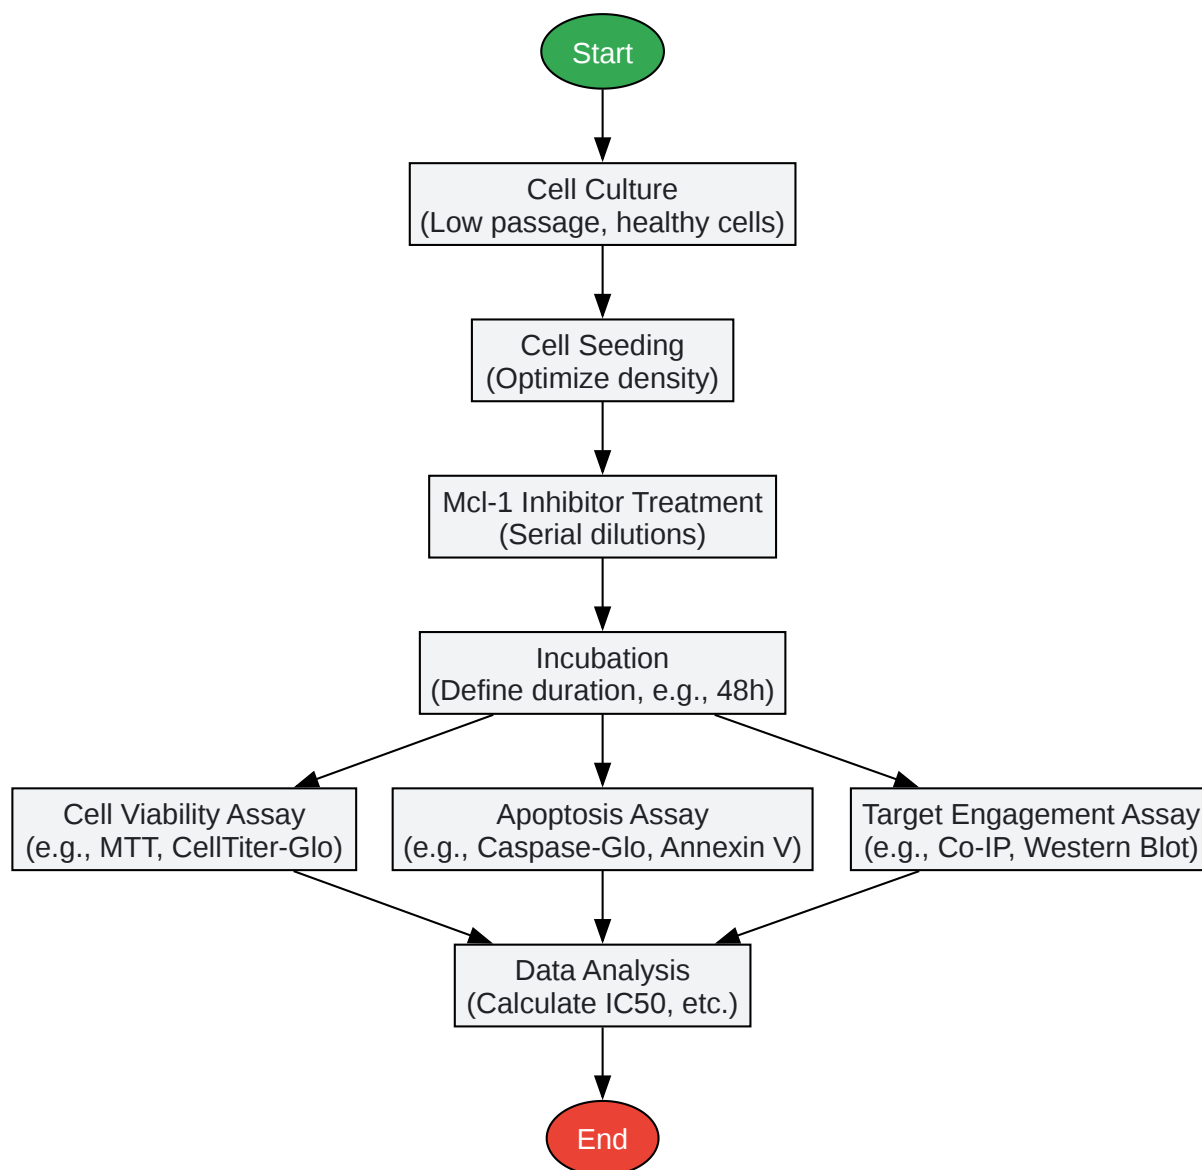 Start
Cell Culture
(Low passage, healthy cells)
Cell Seeding
(Optimize density)
Mcl-1 Inhibitor Treatment
(Serial dilutions)
Incubation
(Define duration, e.g., 48h)
Cell Viability Assay
(e.g., MTT, CellTiter-Glo)
Apoptosis Assay
(e.g., Caspase-Glo, Annexin V)
Target Engagement Assay
(e.g., Co-IP, Western Blot)
Data Analysis
(Calculate IC50, etc.)
End